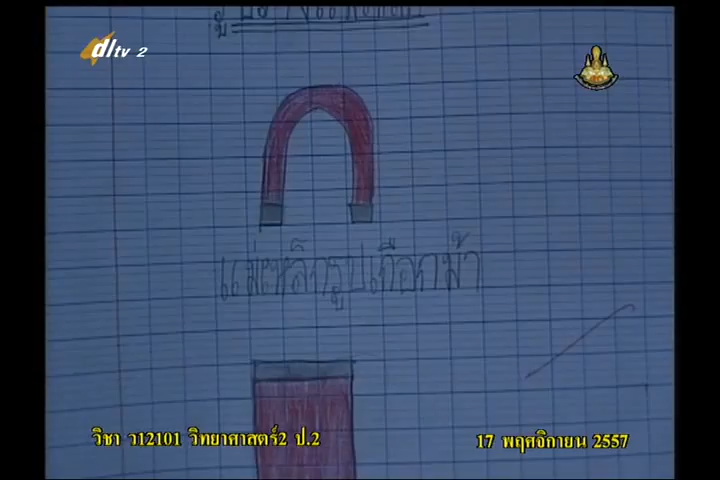 dltv 2
แม่เหล็กรูปเกือกม้า
วิชา ว12101 วิทยาศาสตร์2 ป.2
17 พฤศจิกายน 2557